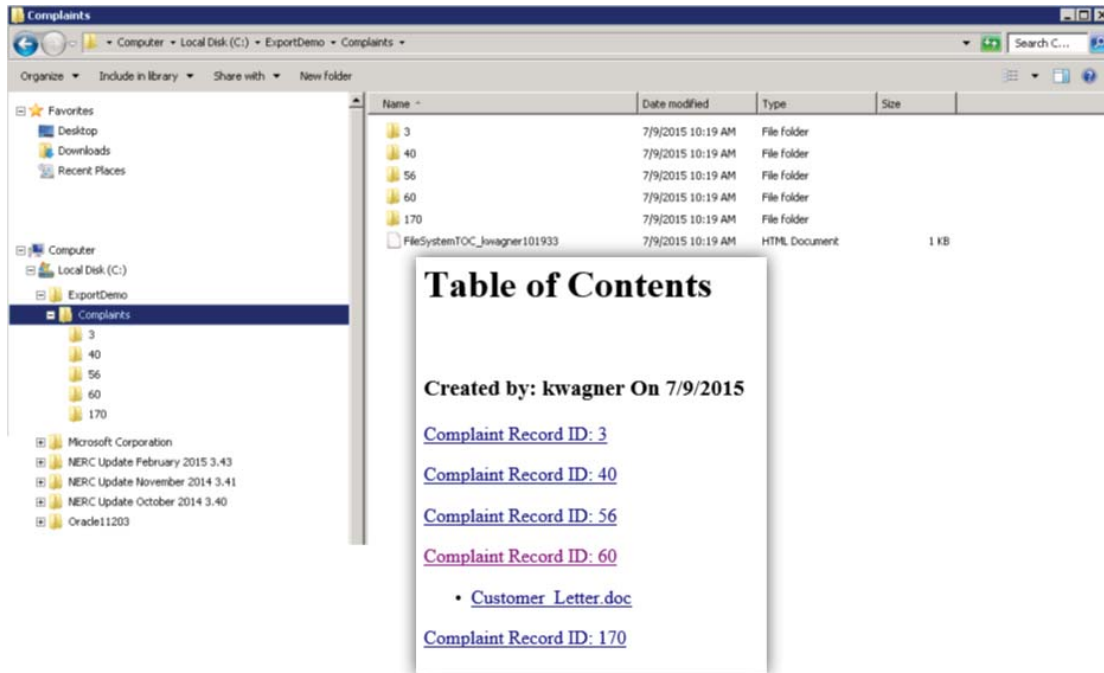 Complaints
Computer Local Disk (C:) ExportDemo Complaints
Search C...
Organize Include in library Share with New folder
Favorites
Desktop
Downloads
Recent Places
Computer
Local Disk (C:)
ExportDemo
Complaints
3
40
56
60
170
Microsoft Corporation
NERC Update February 2015 3.43
NERC Update November 2014 3.41
NERC Update October 2014 3.40
Oracle11203
Name Date modified Type Size
3 7/9/2015 10:19 AM File folder
40 7/9/2015 10:19 AM File folder
56 7/9/2015 10:19 AM File folder
60 7/9/2015 10:19 AM File folder
170 7/9/2015 10:19 AM File folder
FileSystemTOC_kwagner101933 7/9/2015 10:19 AM HTML Document 1 KB
Table of Contents
Created by: kwagner On 7/9/2015
Complaint Record ID: 3
Complaint Record ID: 40
Complaint Record ID: 56
Complaint Record ID: 60
• Customer_Letter.doc
Complaint Record ID: 170